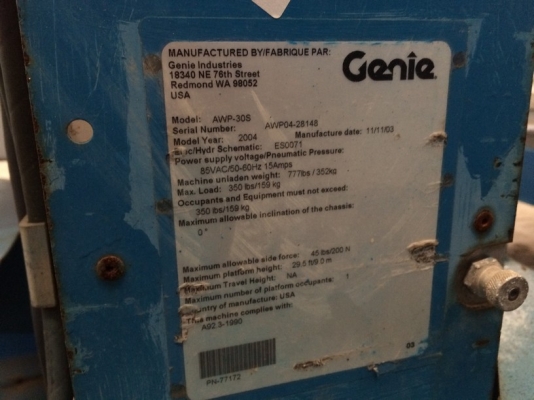 MANUFACTURED BY/FABRIQUE PAR:
Genie
Genie Industries
18340 NE 76th Street
Redmond WA 98052
USA
Model: AWP-30S
Serial Number: AWP04-28148
Model Year: 2004 Manufacture date: 11/11/03
Elec/Hydr Schematic: ES0071
Power supply voltage/Pneumatic Pressure:
85VAC/50-60Hz 15Amps
Machine unladen weight: 777lbs / 352kg
Max. Load: 350 lbs/159 kg
Occupants and Equipment must not exceed:
350 lbs/159 kg
Maximum allowable inclination of the chassis:
0°
Maximum allowable side force: 45 lbs/200 N
Maximum platform height: 29.5 ft/9.0 m
Maximum Travel Height: NA
Maximum number of platform occupants: 1
Country of manufacture: USA
This machine complies with:
A92.3-1990
PN-77172
03